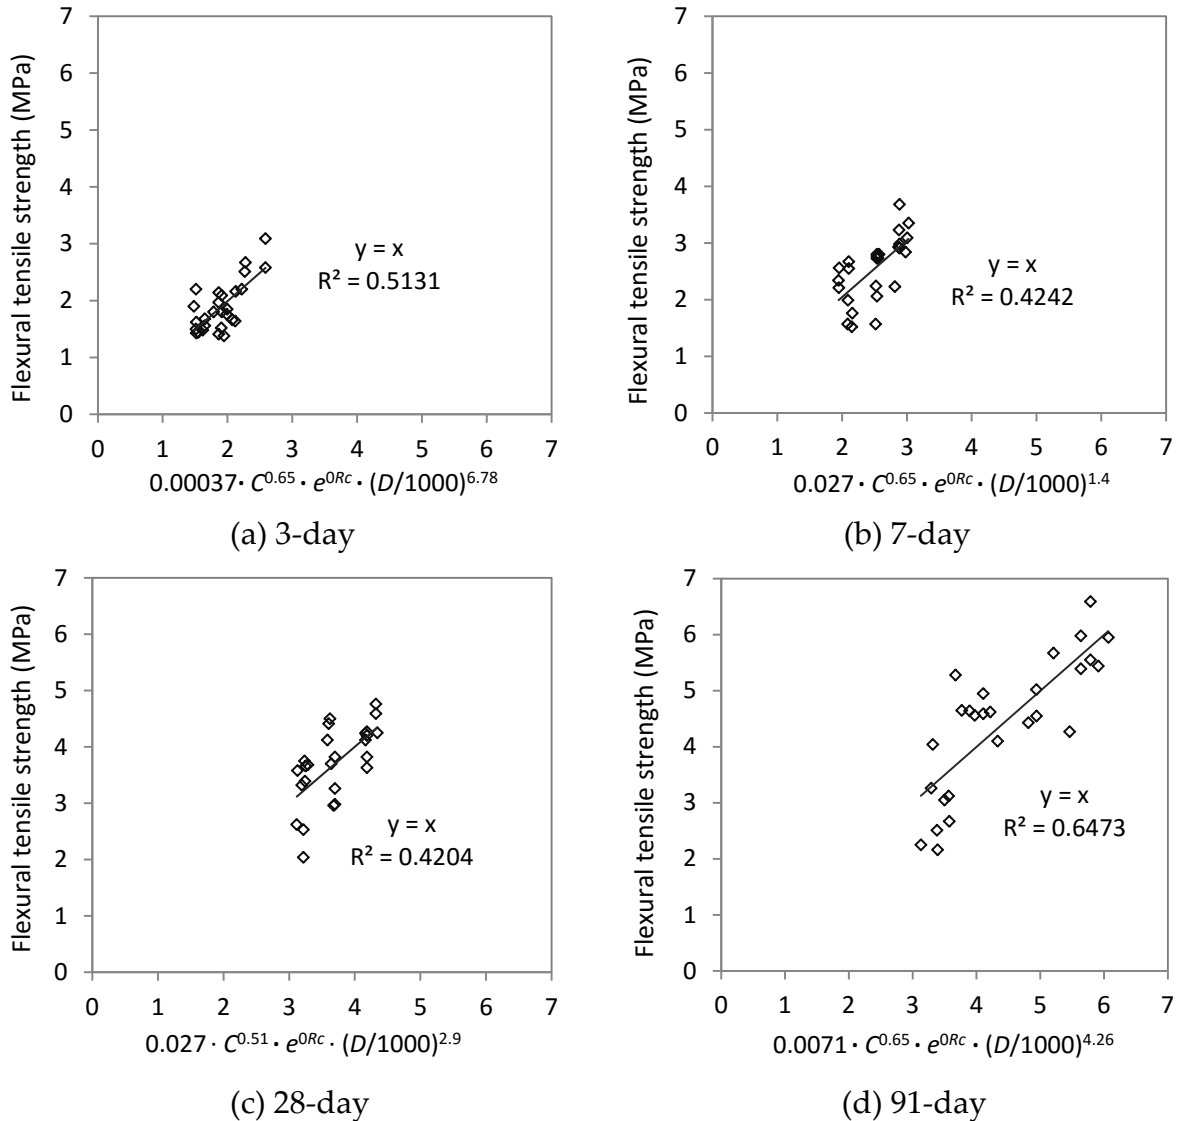 Flexural tensile strength (MPa)
7
6
5
4
3
2
1
0
y = x
R² = 0.5131
0 1 2 3 4 5 6 7
0.00037· C^0.65 · e^0Rc · (D/1000)^6.78
(a) 3-day
Flexural tensile strength (MPa)
7
6
5
4
3
2
1
0
y = x
R² = 0.4242
0 1 2 3 4 5 6 7
0.027 · C^0.65 · e^0Rc · (D/1000)^1.4
(b) 7-day
Flexural tensile strength (MPa)
7
6
5
4
3
2
1
0
y = x
R² = 0.4204
0 1 2 3 4 5 6 7
0.027 · C^0.51 · e^0Rc · (D/1000)^2.9
(c) 28-day
Flexural tensile strength (MPa)
7
6
5
4
3
2
1
0
y = x
R² = 0.6473
0 1 2 3 4 5 6 7
0.0071 · C^0.65 · e^0Rc · (D/1000)^4.26
(d) 91-day